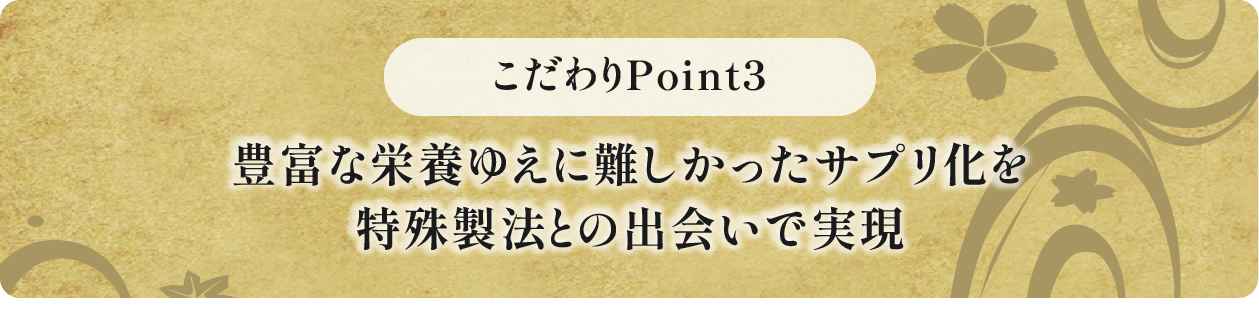 こだわりPoint3
豊富な栄養ゆえに難しかったサプリ化を
特殊製法との出会いで実現